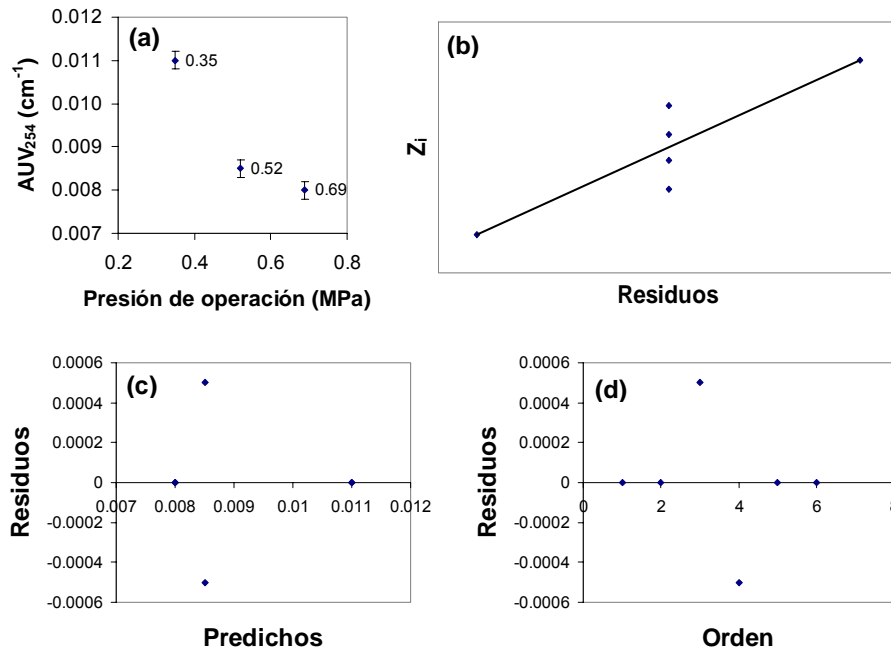 (a)
0.012
0.011
0.010
0.009
0.008
0.007
AUV254 (cm-1)
0.35
0.52
0.69
0.2 0.4 0.6 0.8
Presión de operación (MPa)
(b)
Zi
Residuos
(c)
0.0006
0.0004
0.0002
0
-0.0002
-0.0004
-0.0006
Residuos
0.007 0.008 0.009 0.01 0.011 0.012
Predichos
(d)
0.0006
0.0004
0.0002
0
-0.0002
-0.0004
-0.0006
Residuos
0 2 4 6 8
Orden